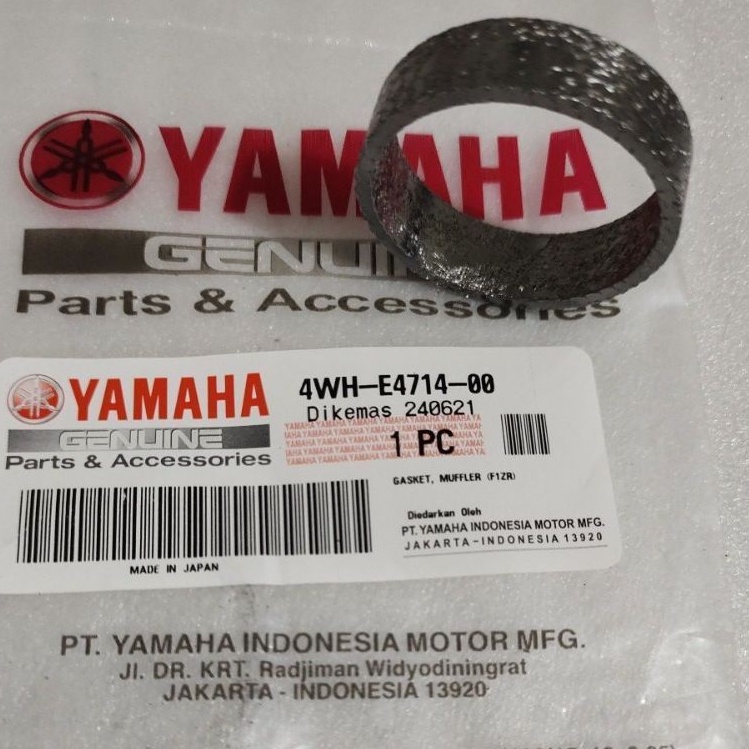 YAMAHA
GENUINE
Parts & Accessories
YAMAHA
GENUINE
Parts & Accessories
4WH-E4714-00
Dikemas 240621
1 PC
GASKET, MUFFLER (F1ZR)
Diedarkan Oleh
PT. YAMAHA INDONESIA MOTOR MFG.
JAKARTA-INDONESIA 13920
MADE IN JAPAN
PT. YAMAHA INDONESIA MOTOR MFG.
Jl. DR. KRT. Radjiman Widyodiningrat
JAKARTA - INDONESIA 13920